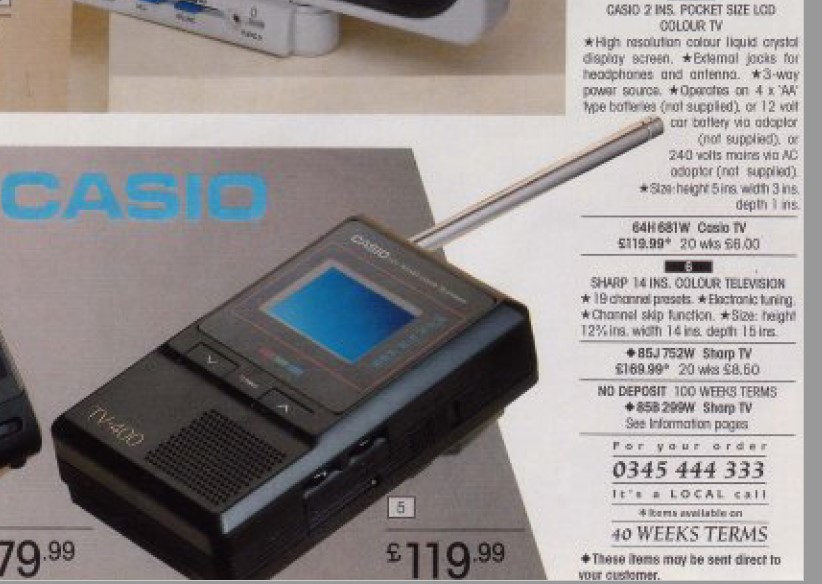 CASIO 2 INS. POCKET SIZE LCD
COLOUR TV
★High resolution colour liquid crystal
display screen. ★External jacks for
headphones and antenna. ★3-way
power source. ★Operates on 4 x 'AA'
type batteries (not supplied), or 12 volt
car battery via adaptor
(not supplied), or
240 volts mains via AC
adaptor (not supplied).
★Size: height 5 ins. width 3 ins.
depth 1 ins.
64H 681W Casio TV
£119.99* 20 wks £6.00
6
SHARP 14 INS. COLOUR TELEVISION
★19 channel presets. ★Electronic tuning.
★Channel skip function. ★Size: height
12¾ ins. width 14 ins. depth 15 ins.
◆85J 752W Sharp TV
£169.99* 20 wks £8.50
NO DEPOSIT 100 WEEKS TERMS
◆85B 299W Sharp TV
See Information pages
For your order
0345 444 333
It's a LOCAL call
*Items available on
40 WEEKS TERMS
◆These items may be sent direct to
your customer.
CASIO
CASIO
TV-400
5
79.99
£119.99